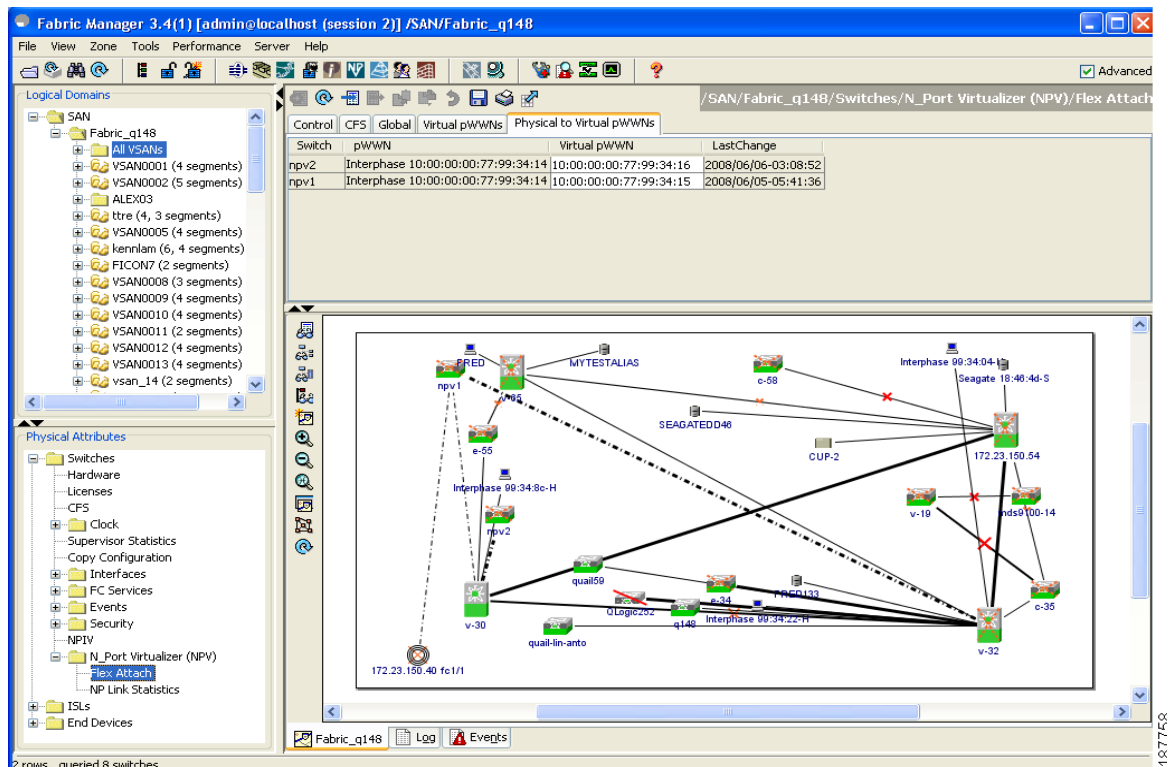 Fabric Manager 3.4(1) [admin@localhost (session 2)] /SAN/Fabric_q148
File View Zone Tools Performance Server Help
Advanced
Logical Domains
SAN
Fabric_q148
All VSANs
VSAN0001 (4 segments)
VSAN0002 (5 segments)
ALEX03
ttre (4, 3 segments)
VSAN0005 (4 segments)
kennlam (6, 4 segments)
FICON7 (2 segments)
VSAN0008 (3 segments)
VSAN0009 (4 segments)
VSAN0010 (4 segments)
VSAN0011 (2 segments)
VSAN0012 (4 segments)
VSAN0013 (4 segments)
vsan_14 (2 segments)
Physical Attributes
Switches
Hardware
Licenses
CFS
Clock
Supervisor Statistics
Copy Configuration
Interfaces
FC Services
Events
Security
NPIV
N_Port Virtualizer (NPV)
Flex Attach
NP Link Statistics
ISLs
End Devices
/SAN/Fabric_q148/Switches/N_Port Virtualizer (NPV)/Flex Attach
Control CFS Global Virtual pWWNs Physical to Virtual pWWNs
Switch pWWN Virtual pWWN LastChange
npv2 Interphase 10:00:00:00:77:99:34:14 10:00:00:00:77:99:34:16 2008/06/06-03:08:52
npv1 Interphase 10:00:00:00:77:99:34:14 10:00:00:00:77:99:34:15 2008/06/05-05:41:36
FRED
npv1
v-65
MYTESTALIAS
c-58
Interphase 99:34:04-
Seagate 18:46:4d-S
SEAGATEDD46
e-55
CUP-2
172.23.150.54
Interphase 99:34:8c-H
npv2
v-19
mds9100-14
quail59
e-34
FRED133
c-35
QLogic252
q148
Interphase 99:34:22-H
v-30
quail-lin-anto
v-32
172.23.150.40 fc1/1
Fabric_q148 Log Events
2 rows queried 8 switches
187758